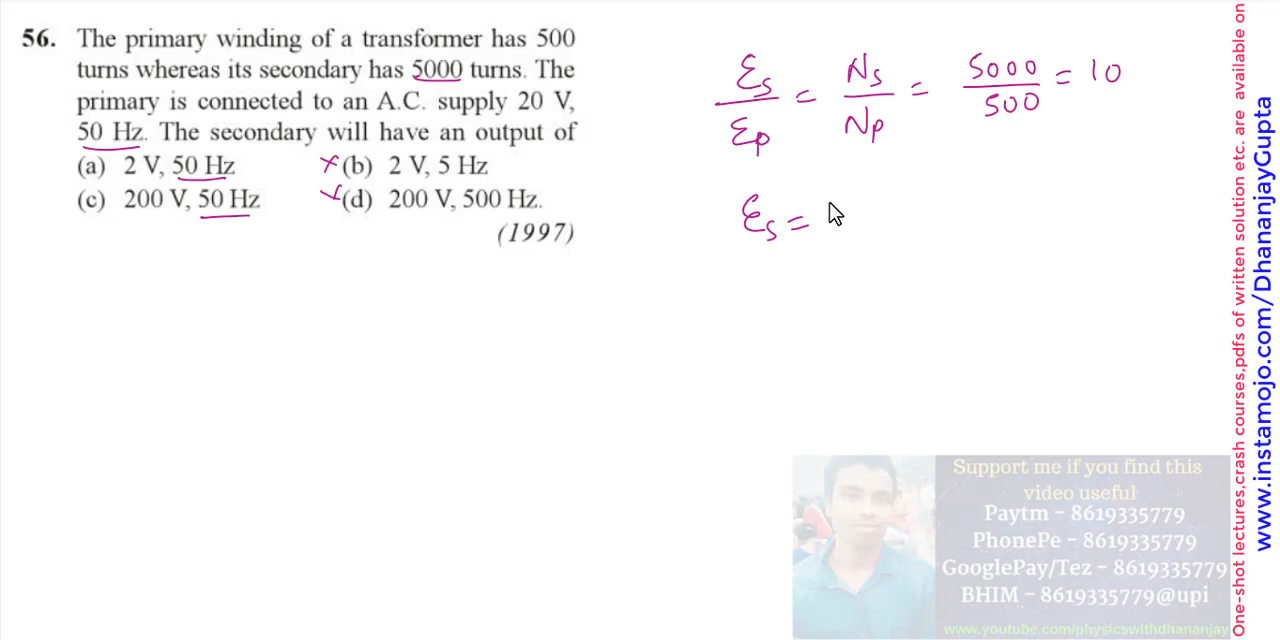 56. The primary winding of a transformer has 500
turns whereas its secondary has 5000 turns. The
primary is connected to an A.C. supply 20 V,
50 Hz. The secondary will have an output of
(a) 2 V, 50 Hz (b) 2 V, 5 Hz
(c) 200 V, 50 Hz (d) 200 V, 500 Hz.
(1997)
Ɛs/Ɛp = Ns/Np = 5000/500 = 10
Ɛs =
Support me if you find this
video useful
Paytm - 8619335779
PhonePe - 8619335779
GooglePay/Tez - 8619335779
BHIM - 8619335779@upi
www.youtube.com/physicswithdhananjay
One-shot lectures,crash courses,pdfs of written solution etc. are available on
www.instamojo.com/DhananjayGupta